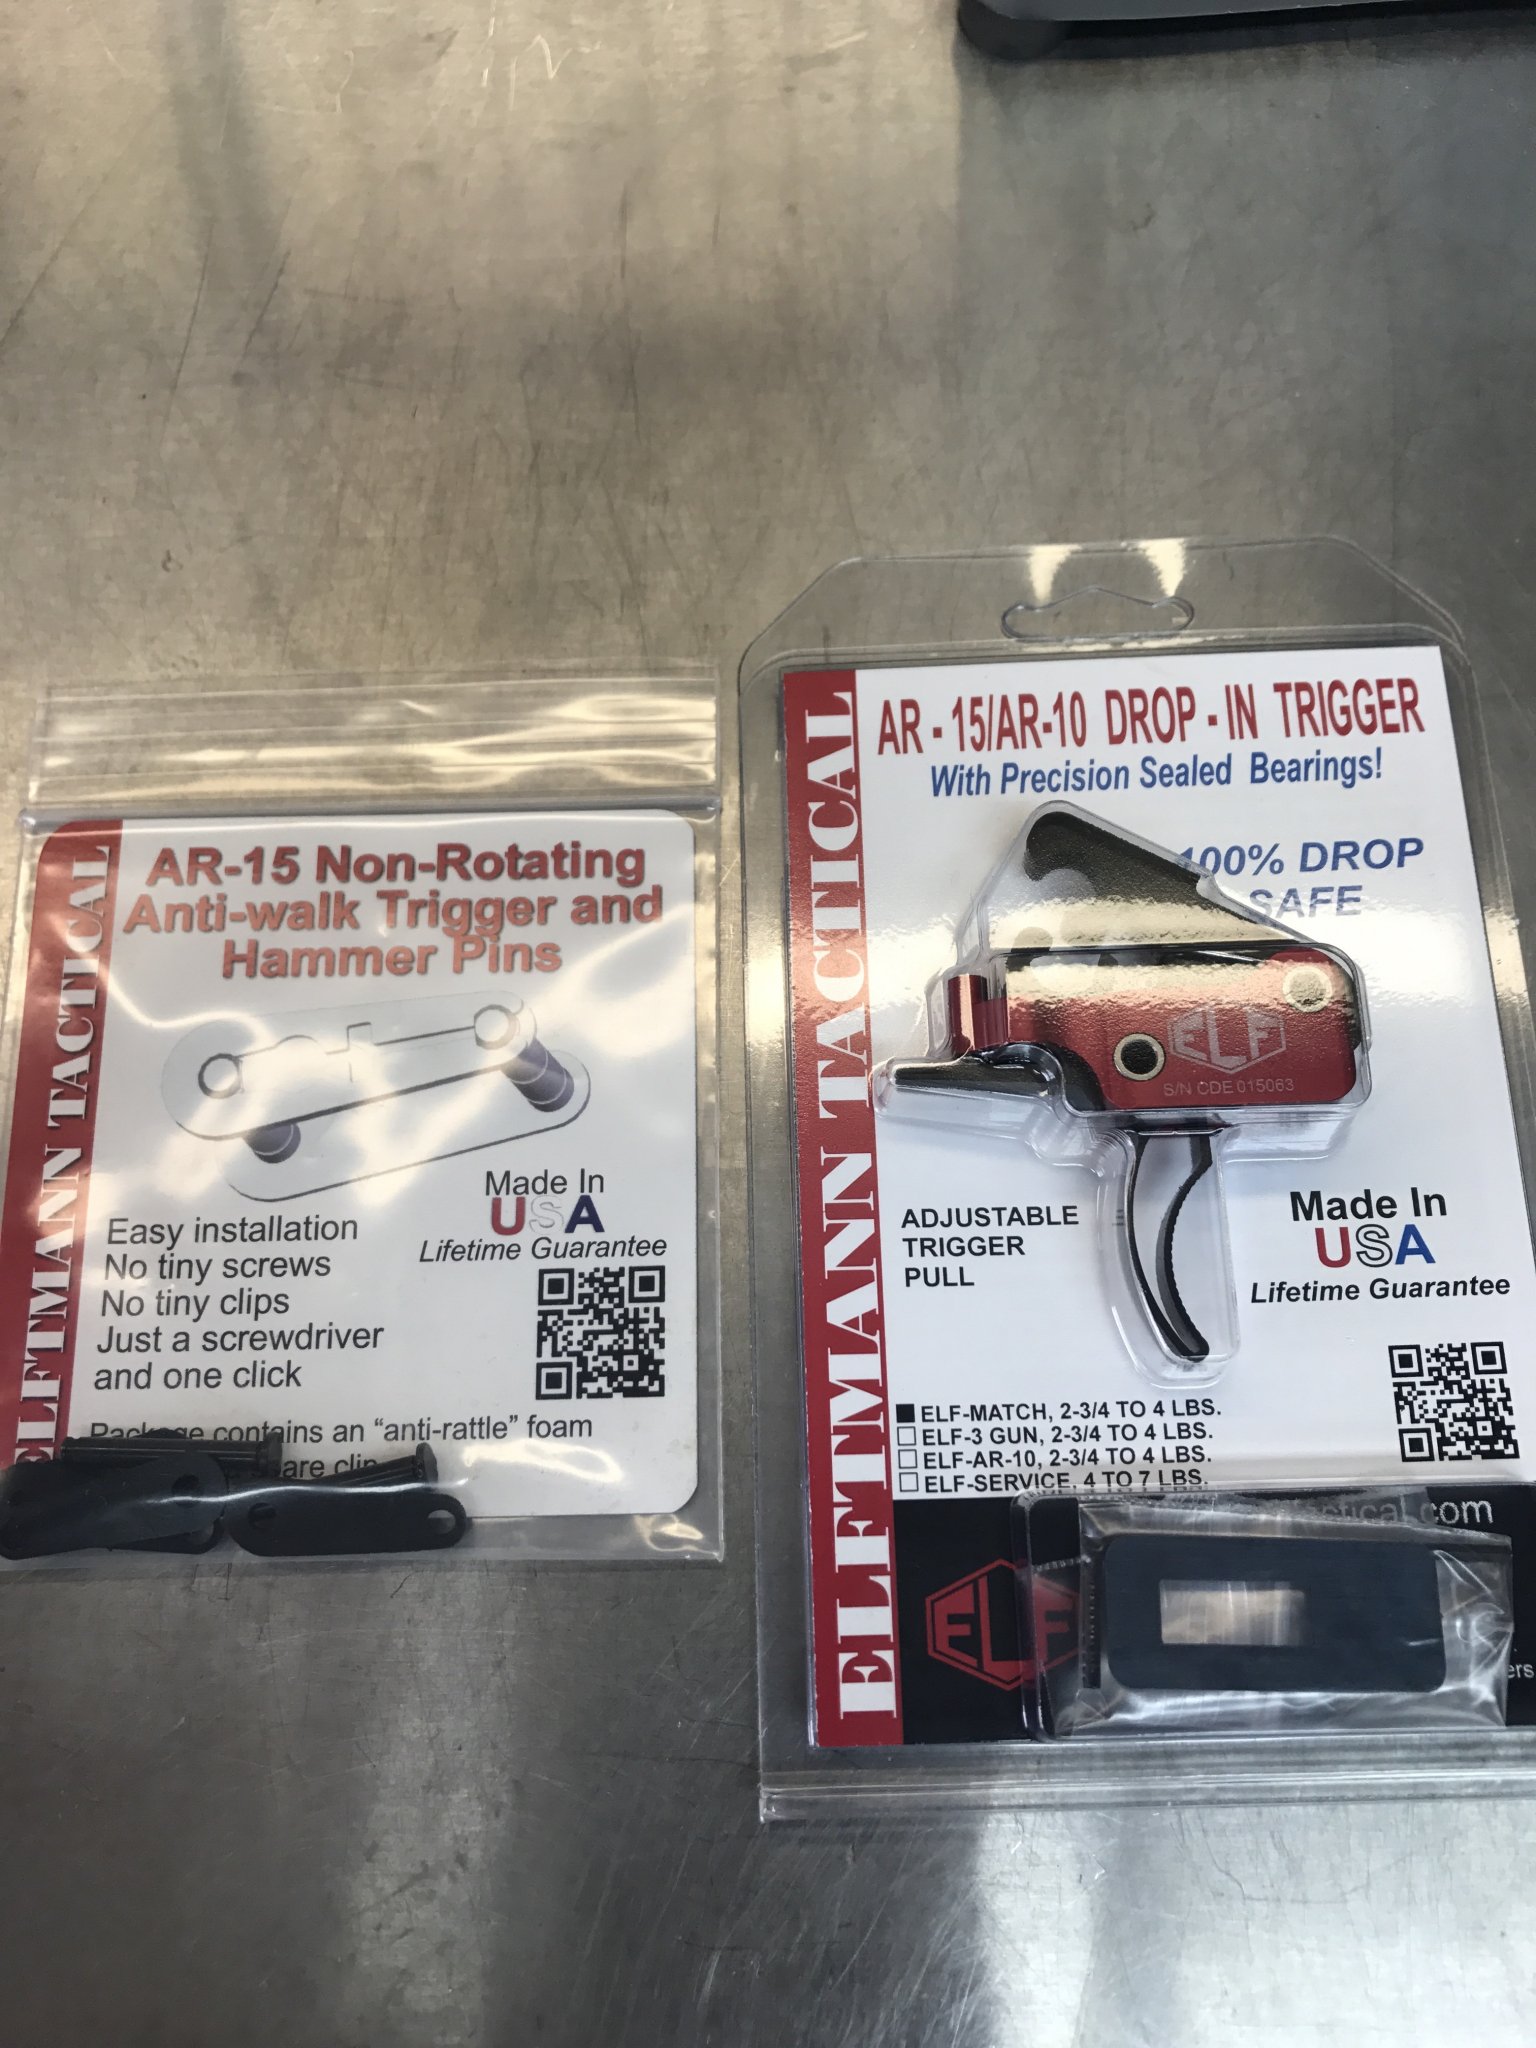 ELFTMANN TACTICAL
AR-15 Non-Rotating
Anti-walk Trigger and
Hammer Pins
Made In
USA
Lifetime Guarantee
Easy installation
No tiny screws
No tiny clips
Just a screwdriver
and one click
Package contains an “anti-rattle” foam
ELFTMANN TACTICAL
AR - 15/AR-10 DROP - IN TRIGGER
With Precision Sealed Bearings!
100% DROP
SAFE
ELF
S/N CDE 015063
ADJUSTABLE
TRIGGER
PULL
Made In
USA
Lifetime Guarantee
ELF-MATCH, 2-3/4 TO 4 LBS.
ELF-3 GUN, 2-3/4 TO 4 LBS.
ELF-AR-10, 2-3/4 TO 4 LBS.
ELF-SERVICE, 4 TO 7 LBS.
ELF